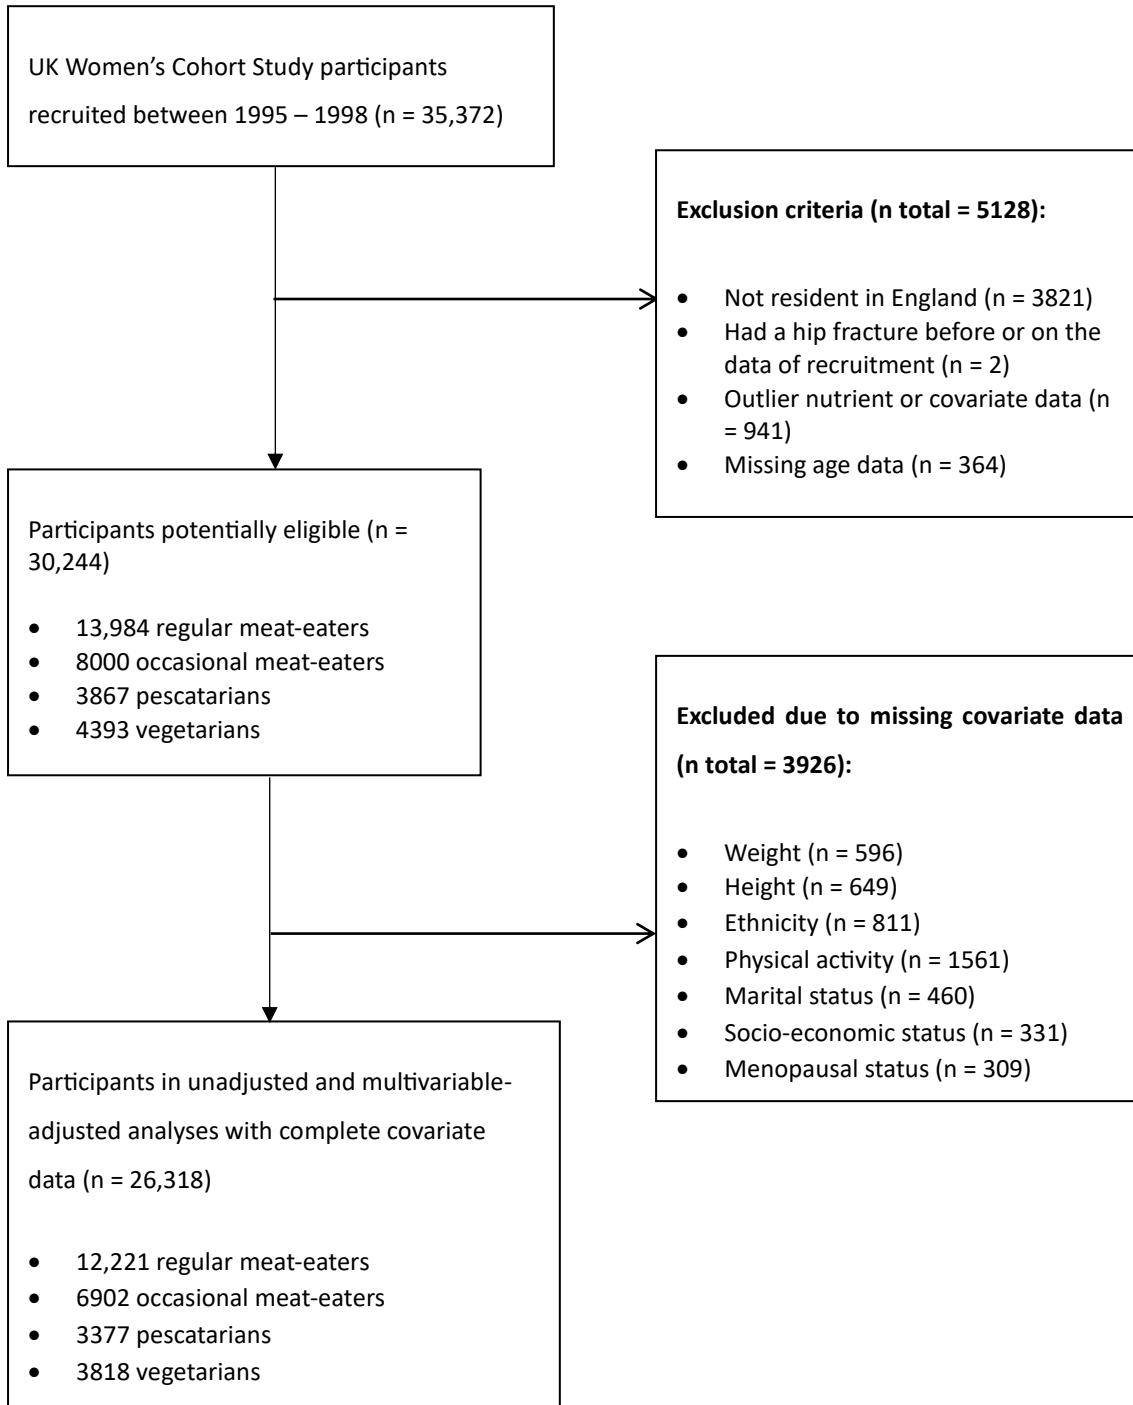 UK Women's Cohort Study participants
recruited between 1995 – 1998 (n = 35,372)
Exclusion criteria (n total = 5128):
• Not resident in England (n = 3821)
• Had a hip fracture before or on the
data of recruitment (n = 2)
• Outlier nutrient or covariate data (n
= 941)
• Missing age data (n = 364)
Participants potentially eligible (n =
30,244)
• 13,984 regular meat-eaters
• 8000 occasional meat-eaters
• 3867 pescatarians
• 4393 vegetarians
Excluded due to missing covariate data
(n total = 3926):
• Weight (n = 596)
• Height (n = 649)
• Ethnicity (n = 811)
• Physical activity (n = 1561)
• Marital status (n = 460)
• Socio-economic status (n = 331)
• Menopausal status (n = 309)
Participants in unadjusted and multivariable-
adjusted analyses with complete covariate
data (n = 26,318)
• 12,221 regular meat-eaters
• 6902 occasional meat-eaters
• 3377 pescatarians
• 3818 vegetarians